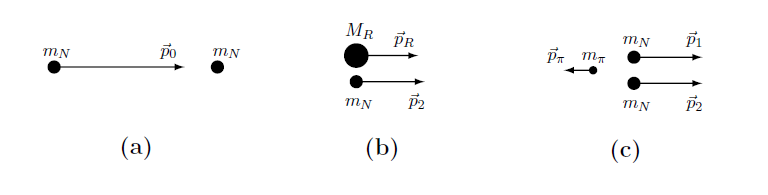 m_N p⃗_0 m_N
(a)
M_R p⃗_R
m_N p⃗_2
(b)
p⃗_π m_π m_N p⃗_1
m_N p⃗_2
(c)